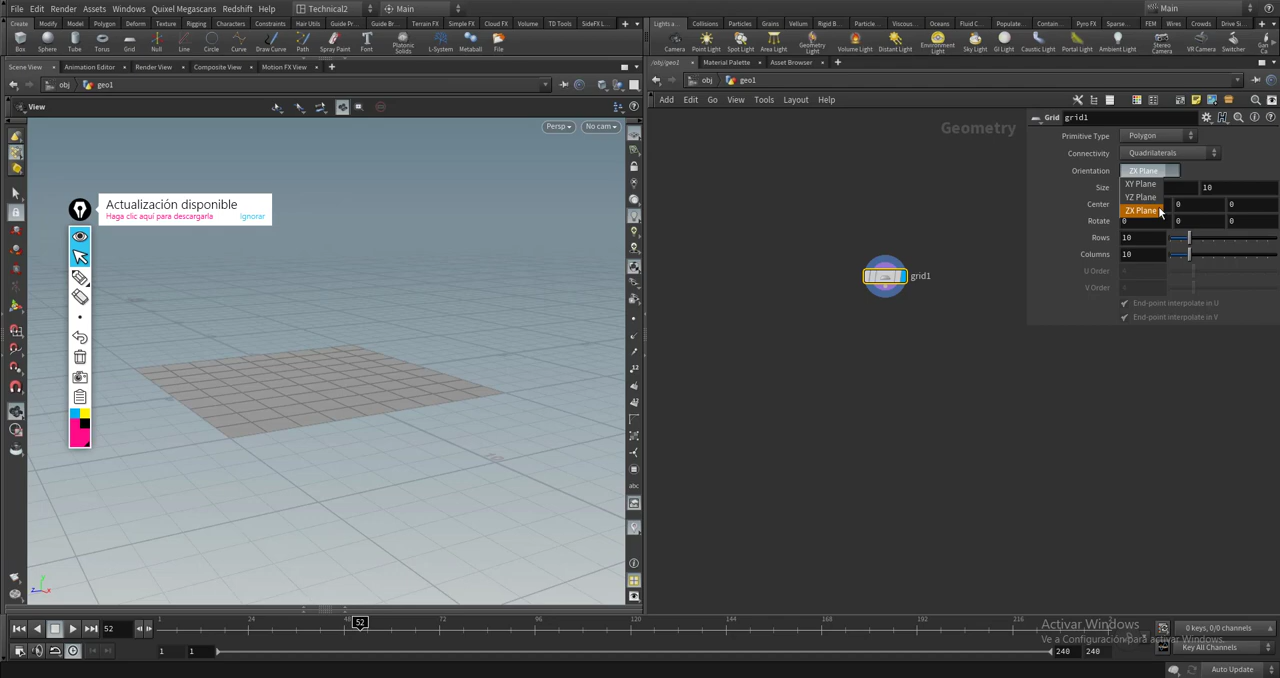 File Edit Render Assets Windows Quixel Megascans Redshift Help Technical2 Main Main
Create Modify Model Polygon Deform Texture Rigging Characters Constraints Hair Utils Guide Pr... Guide Br... Terrain FX Simple FX Cloud FX Volume TD Tools SideFX L...
Lights a... Collisions Particles Grains Vellum Rigid B... Particle ... Viscous... Ocean Fluid F... Populate... Contain... Pyro FX Sparse... FEM Wires Crowds Drive Si...
Box Sphere Tube Torus Grid Null Line Circle Curve Draw Curve Path Spray Paint Font Platonic Solids L-System Metaball File
Camera Point Light Spot Light Area Light Geometry Light Volume Light Distant Light Environment Light Sky Light GI Light Caustic Light Portal Light Ambient Light Stereo Camera VR Camera Switcher
Scene View Animation Editor Render View Composite View Motion FX View
/obj/geo1 Material Palette Asset Browser
obj geo1
obj geo1
View
Add Edit Go View Tools Layout Help
Persp No cam
Geometry
Grid grid1
Primitive Type Polygon
Connectivity Quadrilaterals
Orientation ZX Plane
XY Plane
YZ Plane
ZX Plane
Size 10
Center 0 0
Rotate 0 0 0
Rows 10
Columns 10
U Order 4
V Order 4
End-point interpolate in U
End-point interpolate in V
Actualización disponible
Haga clic aquí para descargarla Ignorar
grid1
abc
52
1 24 48 52 72 96 120 144 168 192 216
1 1 240 240
Activar Windows
Ve a Configuración para activar Windows.
0 keys, 0/0 channels
Key All Channels
Auto Update